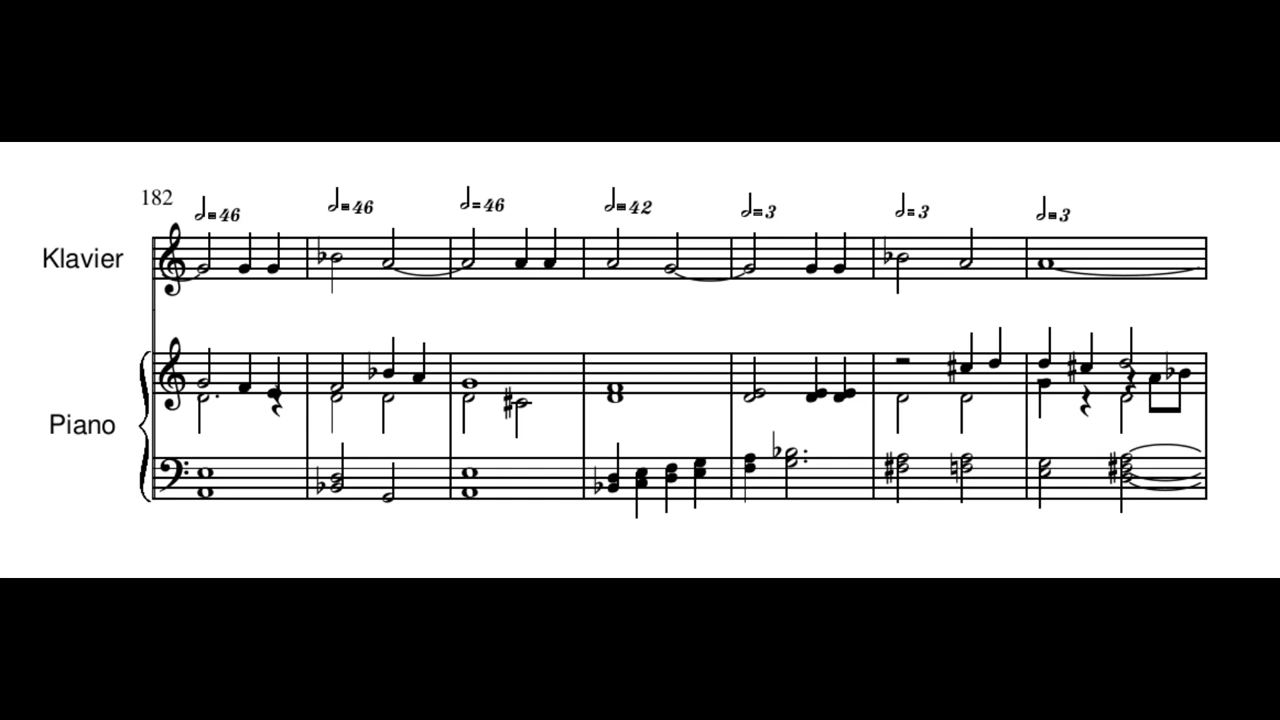 182
𝅗𝅥=46 𝅗𝅥=46 𝅗𝅥=46 𝅗𝅥=42 𝅗𝅥=3 𝅗𝅥=3 𝅗𝅥=3
Klavier
Piano